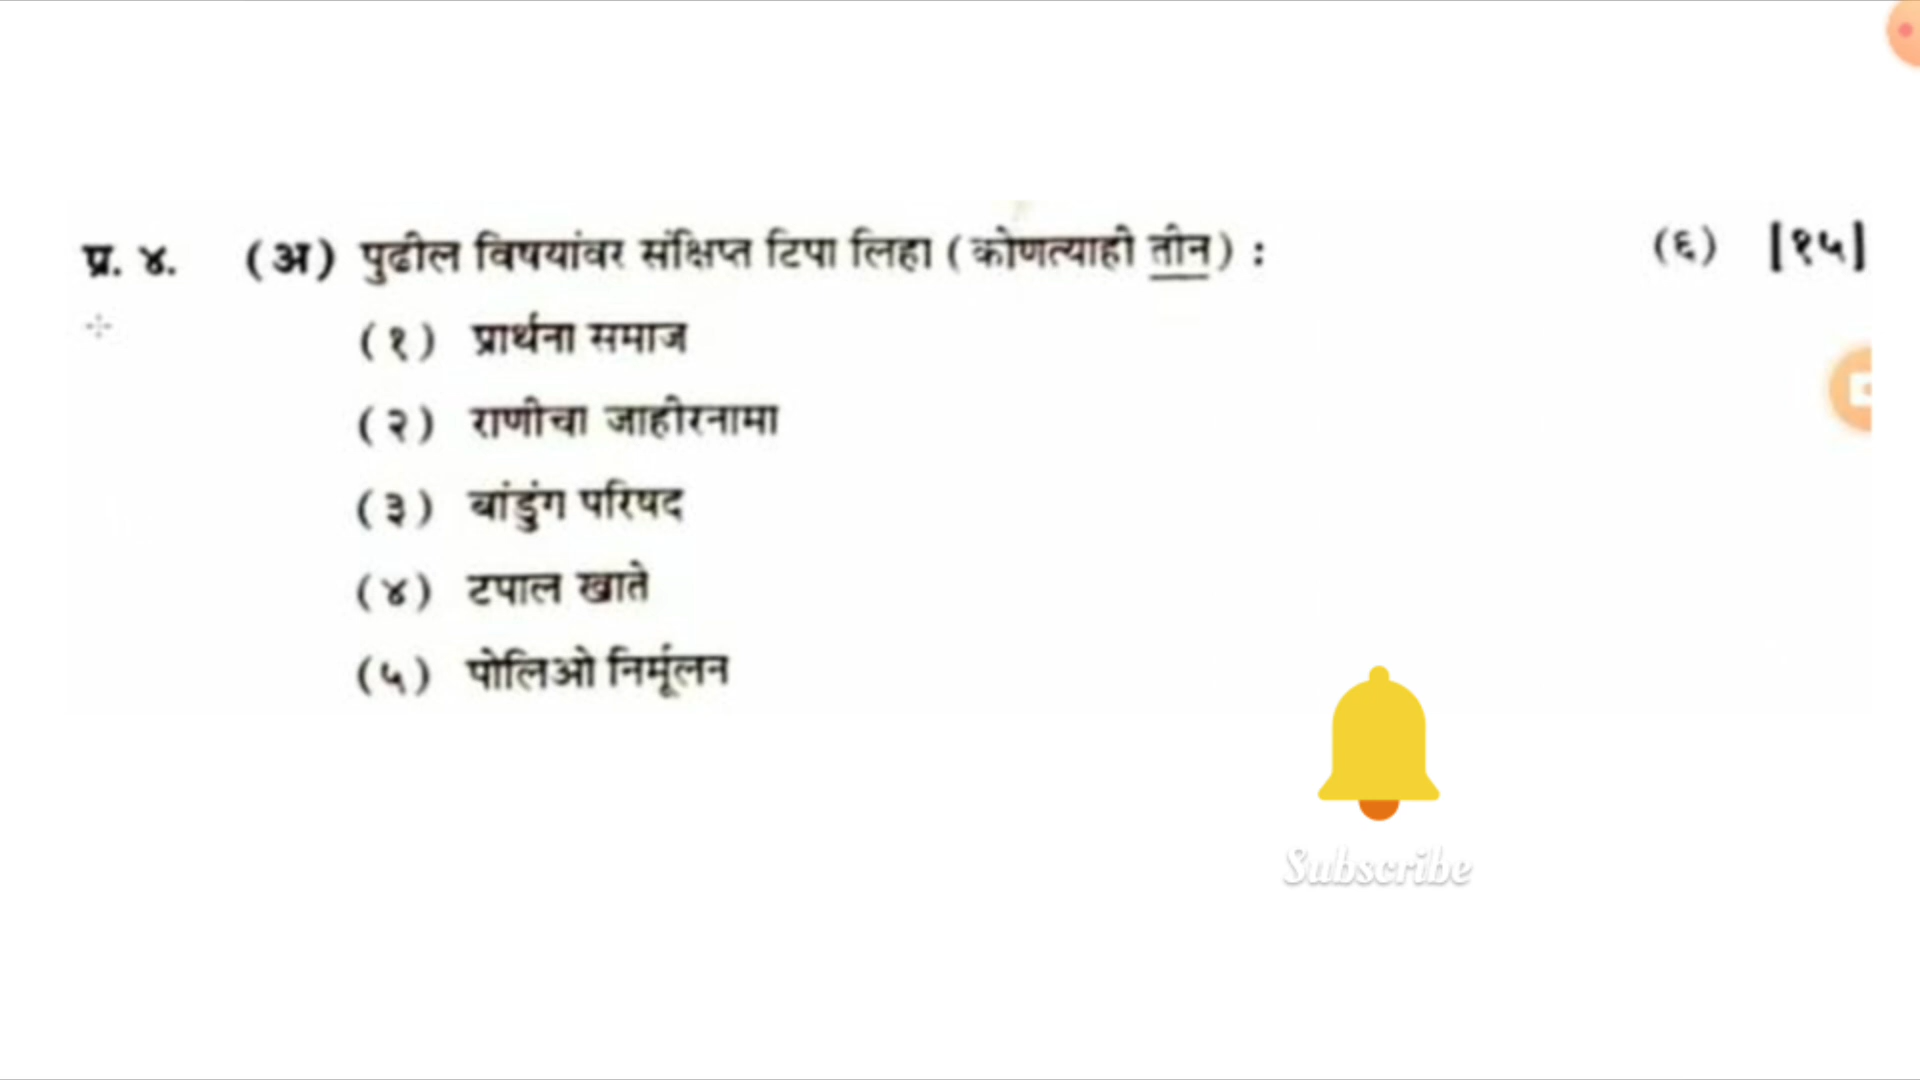 प्र. ४. (अ) पुढील विषयांवर संक्षिप्त टिपा लिहा (कोणत्याही तीन) : (६) [१५]
(१) प्रार्थना समाज
(२) राणीचा जाहीरनामा
(३) बांडुंग परिषद
(४) टपाल खाते
(५) पोलिओ निर्मूलन
Subscribe